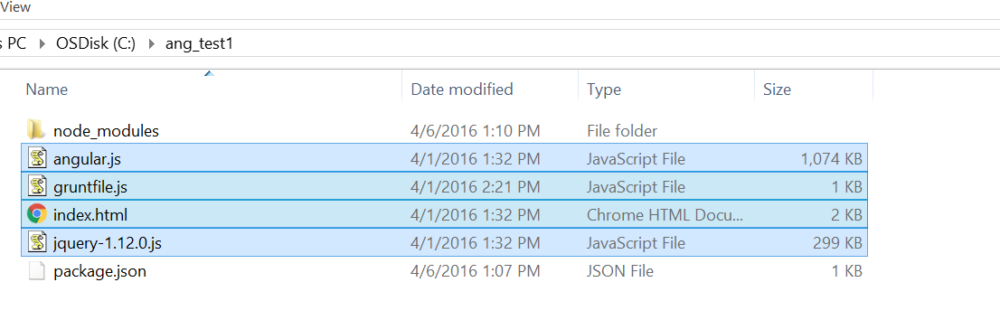 View
s PC OSDisk (C:) ang_test1
Name Date modified Type Size
node_modules 4/6/2016 1:10 PM File folder
angular.js 4/1/2016 1:32 PM JavaScript File 1,074 KB
gruntfile.js 4/1/2016 2:21 PM JavaScript File 1 KB
index.html 4/1/2016 1:32 PM Chrome HTML Docu... 2 KB
jquery-1.12.0.js 4/1/2016 1:32 PM JavaScript File 299 KB
package.json 4/6/2016 1:07 PM JSON File 1 KB